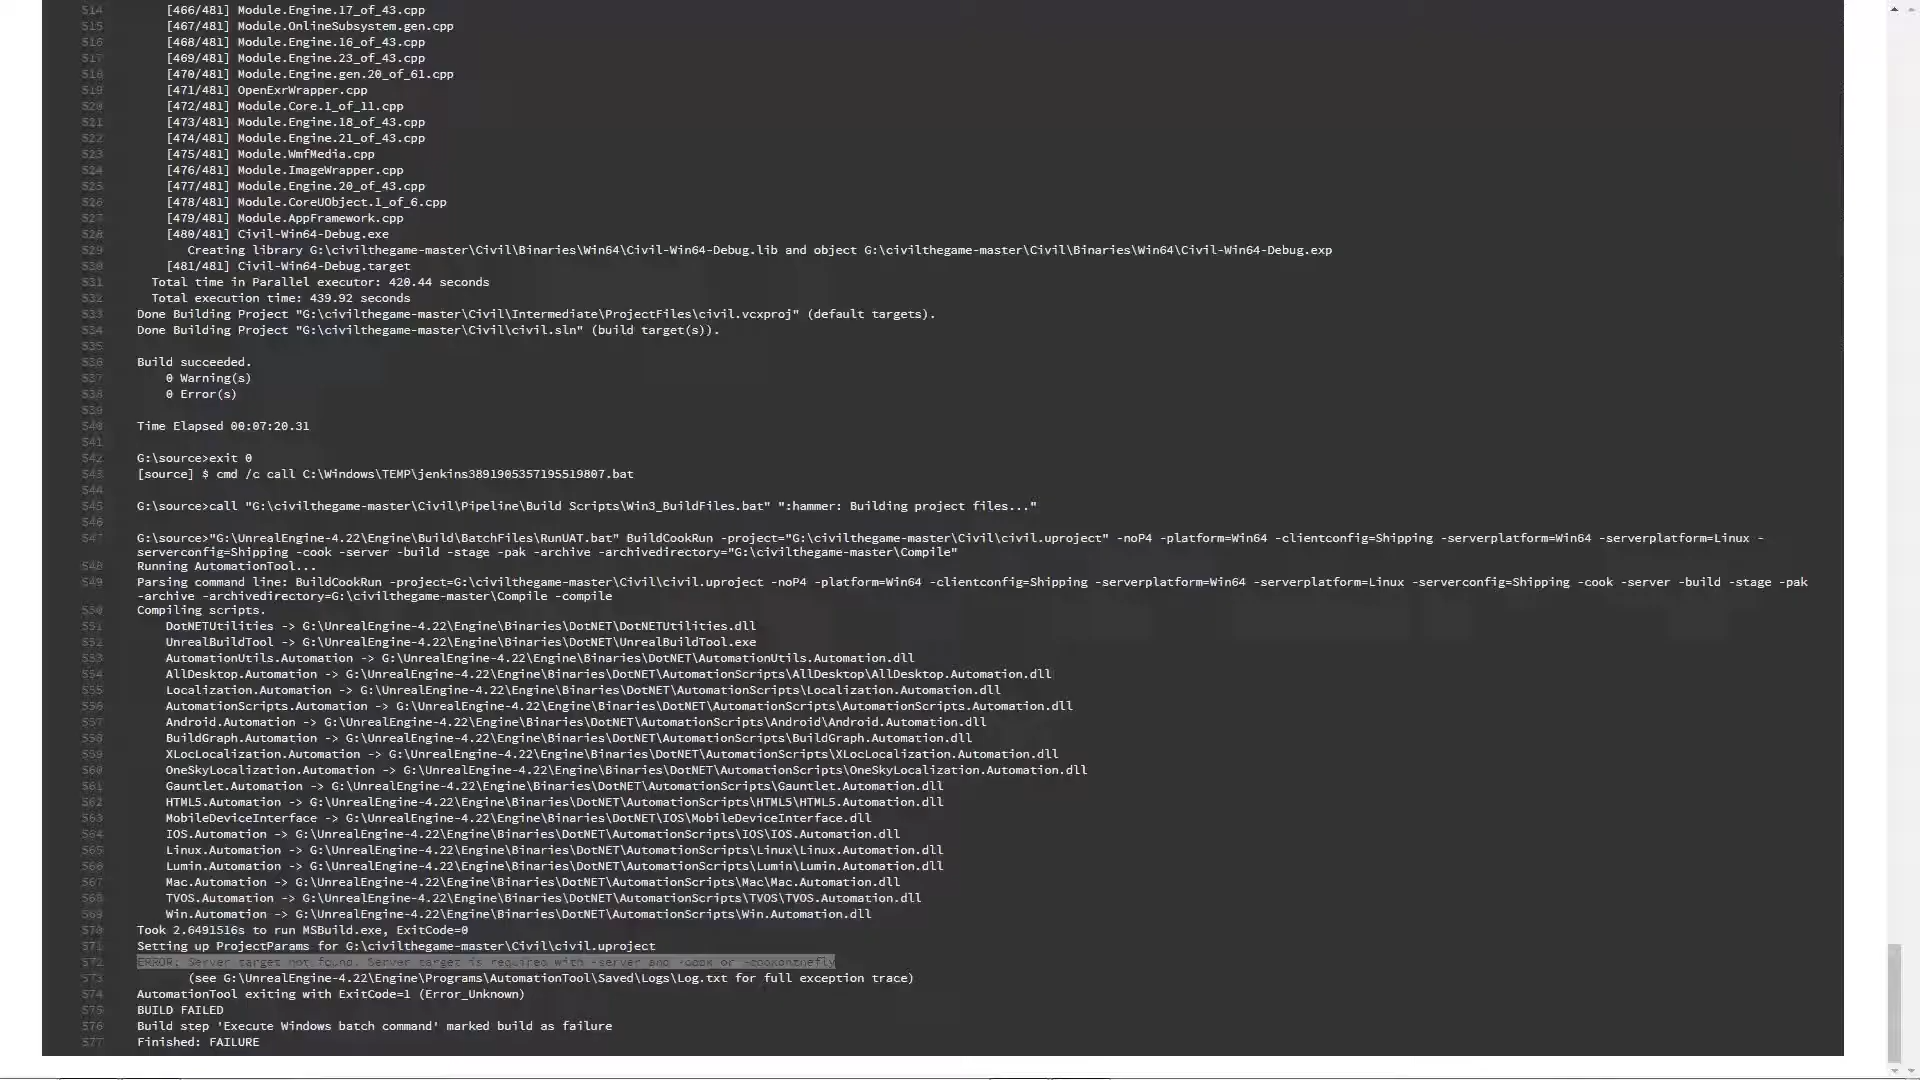 514 [466/481] Module.Engine.17_of_43.cpp
515 [467/481] Module.OnlineSubsystem.gen.cpp
516 [468/481] Module.Engine.16_of_43.cpp
517 [469/481] Module.Engine.23_of_43.cpp
518 [470/481] Module.Engine.gen.20_of_61.cpp
519 [471/481] OpenExrWrapper.cpp
520 [472/481] Module.Core.1_of_11.cpp
521 [473/481] Module.Engine.18_of_43.cpp
522 [474/481] Module.Engine.21_of_43.cpp
523 [475/481] Module.WmfMedia.cpp
524 [476/481] Module.ImageWrapper.cpp
525 [477/481] Module.Engine.20_of_43.cpp
526 [478/481] Module.CoreUObject.1_of_6.cpp
527 [479/481] Module.AppFramework.cpp
528 [480/481] Civil-Win64-Debug.exe
529 Creating library G:\civilthegame-master\Civil\Binaries\Win64\Civil-Win64-Debug.lib and object G:\civilthegame-master\Civil\Binaries\Win64\Civil-Win64-Debug.exp
530 [481/481] Civil-Win64-Debug.target
531 Total time in Parallel executor: 420.44 seconds
532 Total execution time: 439.92 seconds
533 Done Building Project "G:\civilthegame-master\Civil\Intermediate\ProjectFiles\civil.vcxproj" (default targets).
534 Done Building Project "G:\civilthegame-master\Civil\civil.sln" (build target(s)).
535
536 Build succeeded.
537 0 Warning(s)
538 0 Error(s)
539
540 Time Elapsed 00:07:20.31
541
542 G:\source>exit 0
543 [source] $ cmd /c call C:\Windows\TEMP\jenkins3891905357195519807.bat
544
545 G:\source>call "G:\civilthegame-master\Civil\Pipeline\Build Scripts\Win3_BuildFiles.bat" ":hammer: Building project files..."
546
547 G:\source>"G:\UnrealEngine-4.22\Engine\Build\BatchFiles\RunUAT.bat" BuildCookRun -project="G:\civilthegame-master\Civil\civil.uproject" -noP4 -platform=Win64 -clientconfig=Shipping -serverplatform=Win64 -serverplatform=Linux -
serverconfig=Shipping -cook -server -build -stage -pak -archive -archivedirectory="G:\civilthegame-master\Compile"
548 Running AutomationTool...
549 Parsing command line: BuildCookRun -project=G:\civilthegame-master\Civil\civil.uproject -noP4 -platform=Win64 -clientconfig=Shipping -serverplatform=Win64 -serverplatform=Linux -serverconfig=Shipping -cook -server -build -stage -pak
-archive -archivedirectory=G:\civilthegame-master\Compile -compile
550 Compiling scripts.
551 DotNETUtilities -> G:\UnrealEngine-4.22\Engine\Binaries\DotNET\DotNETUtilities.dll
552 UnrealBuildTool -> G:\UnrealEngine-4.22\Engine\Binaries\DotNET\UnrealBuildTool.exe
553 AutomationUtils.Automation -> G:\UnrealEngine-4.22\Engine\Binaries\DotNET\AutomationUtils.Automation.dll
554 AllDesktop.Automation -> G:\UnrealEngine-4.22\Engine\Binaries\DotNET\AutomationScripts\AllDesktop\AllDesktop.Automation.dll
555 Localization.Automation -> G:\UnrealEngine-4.22\Engine\Binaries\DotNET\AutomationScripts\Localization.Automation.dll
556 AutomationScripts.Automation -> G:\UnrealEngine-4.22\Engine\Binaries\DotNET\AutomationScripts\AutomationScripts.Automation.dll
557 Android.Automation -> G:\UnrealEngine-4.22\Engine\Binaries\DotNET\AutomationScripts\Android\Android.Automation.dll
558 BuildGraph.Automation -> G:\UnrealEngine-4.22\Engine\Binaries\DotNET\AutomationScripts\BuildGraph.Automation.dll
559 XLocLocalization.Automation -> G:\UnrealEngine-4.22\Engine\Binaries\DotNET\AutomationScripts\XLocLocalization.Automation.dll
560 OneSkyLocalization.Automation -> G:\UnrealEngine-4.22\Engine\Binaries\DotNET\AutomationScripts\OneSkyLocalization.Automation.dll
561 Gauntlet.Automation -> G:\UnrealEngine-4.22\Engine\Binaries\DotNET\AutomationScripts\Gauntlet.Automation.dll
562 HTML5.Automation -> G:\UnrealEngine-4.22\Engine\Binaries\DotNET\AutomationScripts\HTML5\HTML5.Automation.dll
563 MobileDeviceInterface -> G:\UnrealEngine-4.22\Engine\Binaries\DotNET\IOS\MobileDeviceInterface.dll
564 IOS.Automation -> G:\UnrealEngine-4.22\Engine\Binaries\DotNET\AutomationScripts\IOS\IOS.Automation.dll
565 Linux.Automation -> G:\UnrealEngine-4.22\Engine\Binaries\DotNET\AutomationScripts\Linux\Linux.Automation.dll
566 Lumin.Automation -> G:\UnrealEngine-4.22\Engine\Binaries\DotNET\AutomationScripts\Lumin\Lumin.Automation.dll
567 Mac.Automation -> G:\UnrealEngine-4.22\Engine\Binaries\DotNET\AutomationScripts\Mac\Mac.Automation.dll
568 TVOS.Automation -> G:\UnrealEngine-4.22\Engine\Binaries\DotNET\AutomationScripts\TVOS\TVOS.Automation.dll
569 Win.Automation -> G:\UnrealEngine-4.22\Engine\Binaries\DotNET\AutomationScripts\Win.Automation.dll
570 Took 2.6491516s to run MSBuild.exe, ExitCode=0
571 Setting up ProjectParams for G:\civilthegame-master\Civil\civil.uproject
572 ERROR: Server target not found. Server target is required with -server and -cook or -cookonthefly
573 (see G:\UnrealEngine-4.22\Engine\Programs\AutomationTool\Saved\Logs\Log.txt for full exception trace)
574 AutomationTool exiting with ExitCode=1 (Error_Unknown)
575 BUILD FAILED
576 Build step 'Execute Windows batch command' marked build as failure
577 Finished: FAILURE